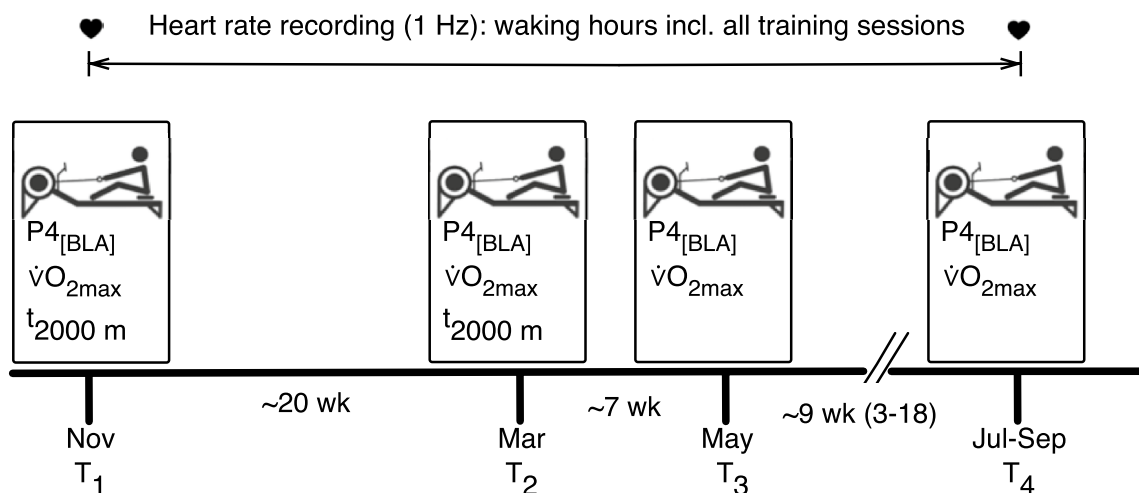 Heart rate recording (1 Hz): waking hours incl. all training sessions
P4[BLA]
V̇O2max
t2000 m
P4[BLA]
V̇O2max
t2000 m
P4[BLA]
V̇O2max
P4[BLA]
V̇O2max
~20 wk
~7 wk
~9 wk (3-18)
Nov
T1
Mar
T2
May
T3
Jul-Sep
T4